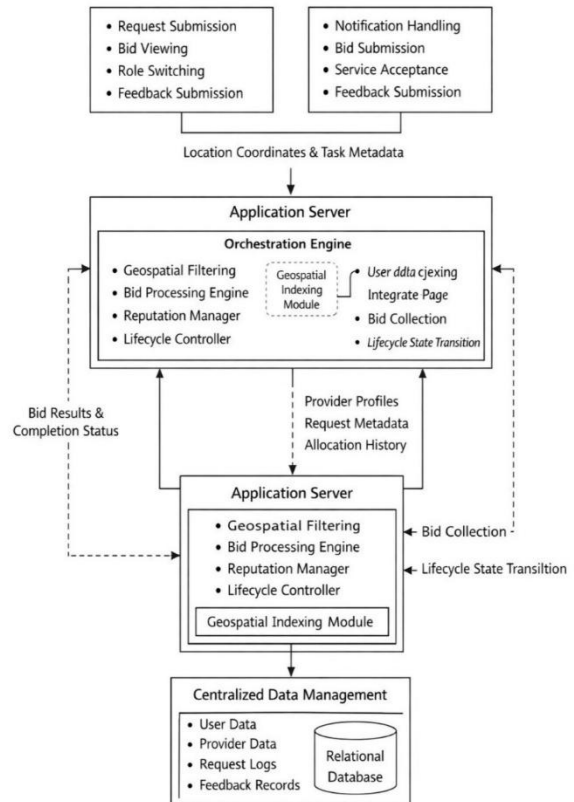 • Request Submission
• Bid Viewing
• Role Switching
• Feedback Submission
• Notification Handling
• Bid Submission
• Service Acceptance
• Feedback Submission
Location Coordinates & Task Metadata
Application Server
Orchestration Engine
• Geospatial Filtering
• Bid Processing Engine
• Reputation Manager
• Lifecycle Controller
Geospatial
Indexing
Module
• User ddta cjexing
Integrate Page
• Bid Collection
• Lifecycle State Transition
Bid Results &
Completion Status
Provider Profiles
Request Metadata
Allocation History
Application Server
• Geospatial Filtering
• Bid Processing Engine
• Reputation Manager
• Lifecycle Controller
Geospatial Indexing Module
Bid Collection
Lifecycle State Transiltion
Centralized Data Management
• User Data
• Provider Data
• Request Logs
• Feedback Records
Relational
Database